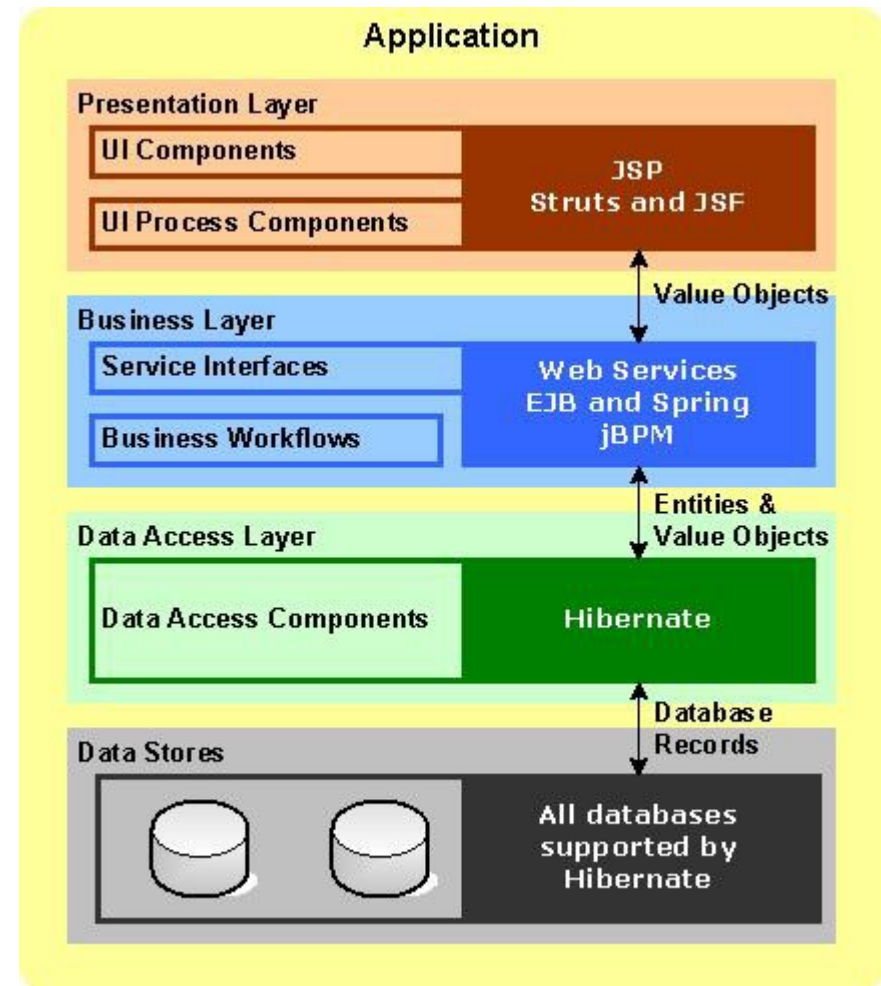 Application
Presentation Layer
UI Components
UI Process Components
JSP
Struts and JSF
Value Objects
Business Layer
Service Interfaces
Business Workflows
Web Services
EJB and Spring
jBPM
Entities &
Value Objects
Data Access Layer
Data Access Components
Hibernate
Database
Records
Data Stores
All databases
supported by
Hibernate